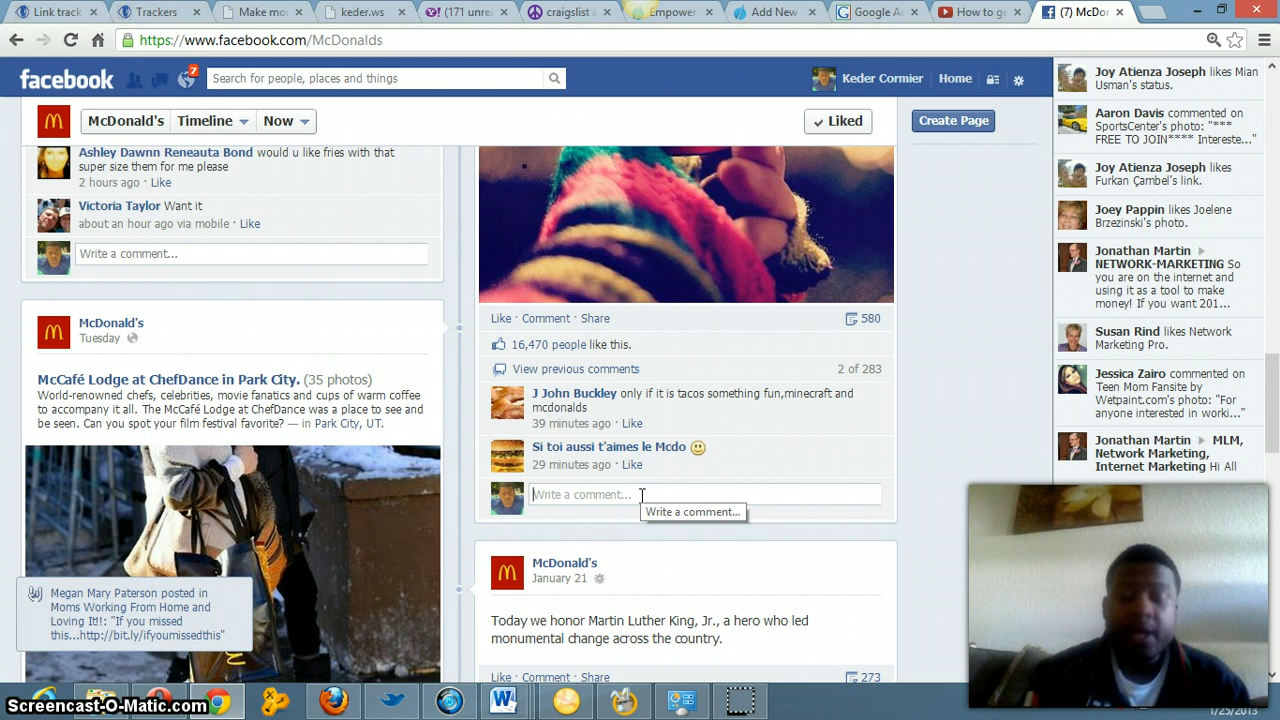 Link track
Trackers
Make mo
keder.ws
(171 unre
craigslist a
Empower
Add New
Google A
How to g
(7) McDo
https://www.facebook.com/McDonalds
facebook
7
Search for people, places and things
Keder Cormier
Home
McDonald's
Timeline
Now
Liked
Create Page
Ashley Dawnn Reneauta Bond would u like fries with that
super size them for me please
2 hours ago · Like
Victoria Taylor Want it
about an hour ago via mobile · Like
Write a comment...
McDonald's
Tuesday
McCafé Lodge at ChefDance in Park City. (35 photos)
World-renowned chefs, celebrities, movie fanatics and cups of warm coffee
to accompany it all. The McCafé Lodge at ChefDance was a place to see and
be seen. Can you spot your film festival favorite? — in Park City, UT.
Megan Mary Paterson posted in
Moms Working From Home and
Loving It!!: "If you missed
this...http://bit.ly/ifyoumissedthis"
Like · Comment · Share
580
16,470 people like this.
View previous comments
2 of 283
J John Buckley only if it is tacos something fun,minecraft and
mcdonalds
39 minutes ago · Like
Si toi aussi t'aimes le Mcdo
29 minutes ago · Like
Write a comment...
Write a comment...
McDonald's
January 21
Today we honor Martin Luther King, Jr., a hero who led
monumental change across the country.
Like · Comment · Share
273
Joy Atienza Joseph likes Mian
Usman's status.
Aaron Davis commented on
SportsCenter's photo: "***
FREE TO JOIN**** Intereste..."
Joy Atienza Joseph likes
Furkan Çambel's link.
Joey Pappin likes Joelene
Brzezinski's photo.
Jonathan Martin
NETWORK-MARKETING So
you are on the internet and
using it as a tool to make
money! If you want 201...
Susan Rind likes Network
Marketing Pro.
Jessica Zairo commented on
Teen Mom Fansite by
Wetpaint.com's photo: "For
anyone interested in worki..."
Jonathan Martin MLM,
Network Marketing,
Internet Marketing Hi All
Screencast-O-Matic.com
1/25/2013